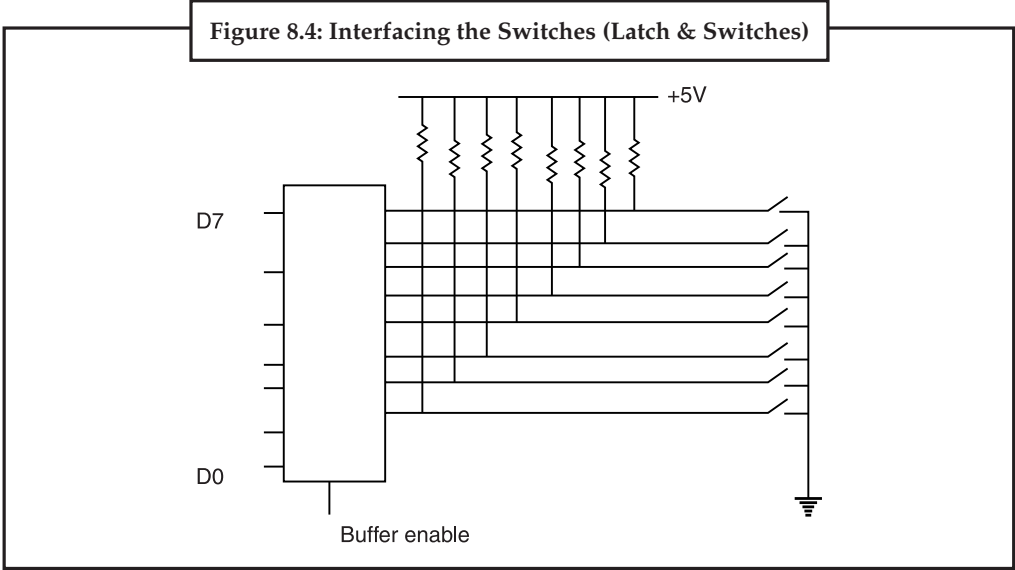 Figure 8.4: Interfacing the Switches (Latch & Switches)
+5V
D7
D0
Buffer enable